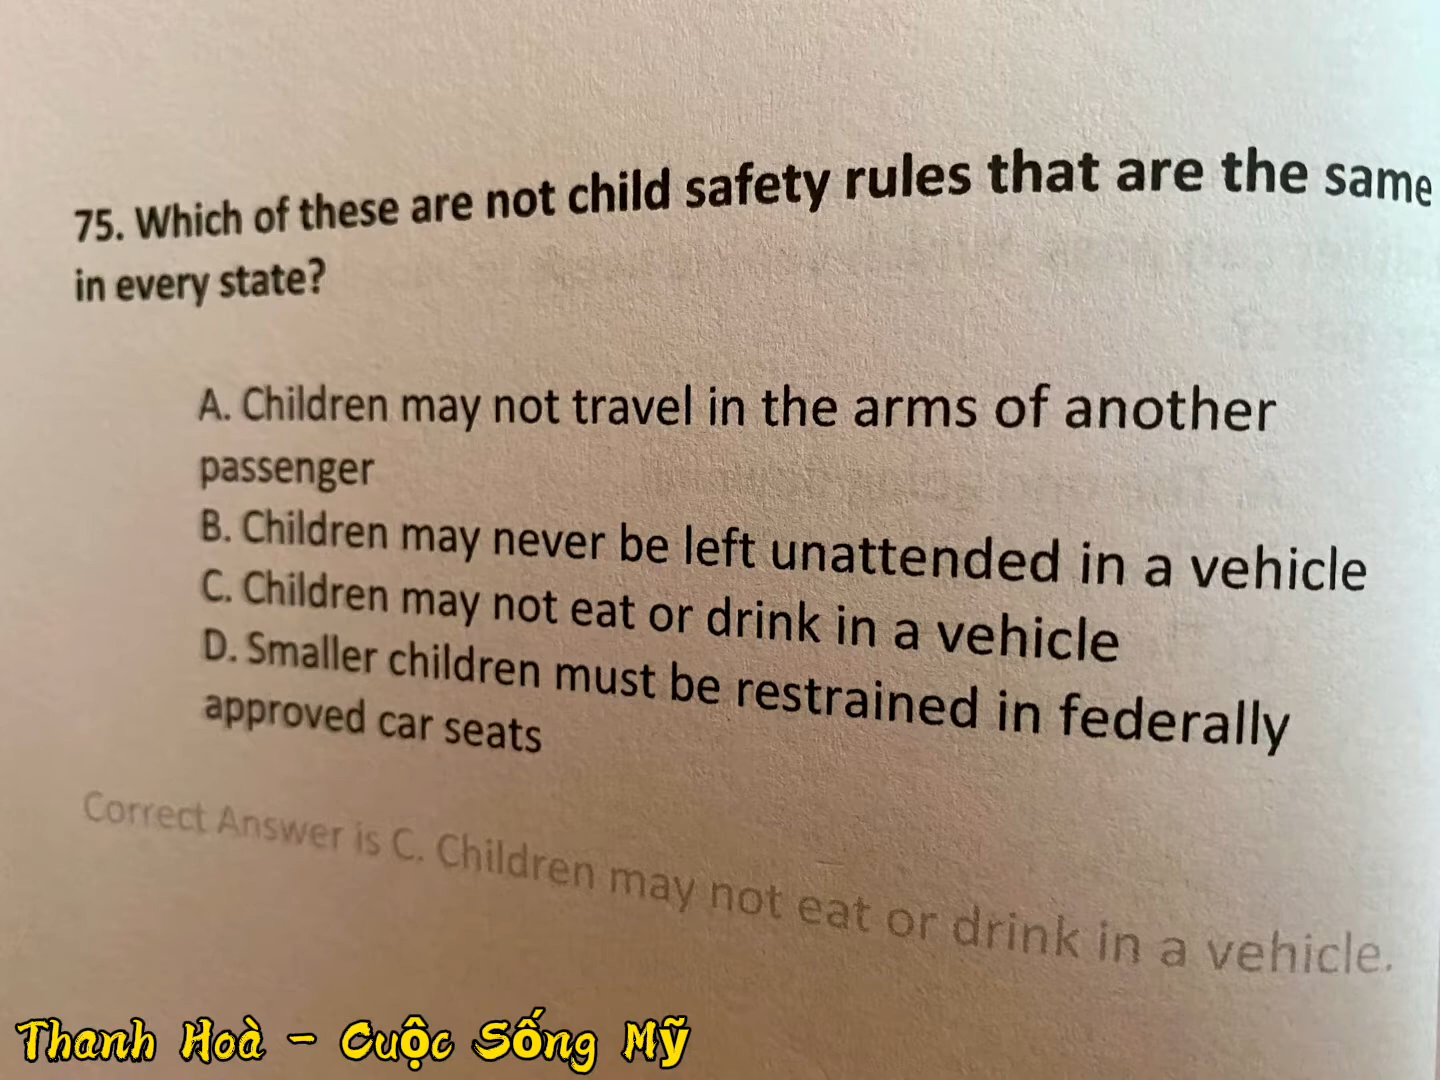 75. Which of these are not child safety rules that are the same
in every state?
A. Children may not travel in the arms of another
passenger
B. Children may never be left unattended in a vehicle
C. Children may not eat or drink in a vehicle
D. Smaller children must be restrained in federally
approved car seats
Correct Answer is C. Children may not eat or drink in a vehicle.
Thanh Hoà - Cuộc Sống Mỹ